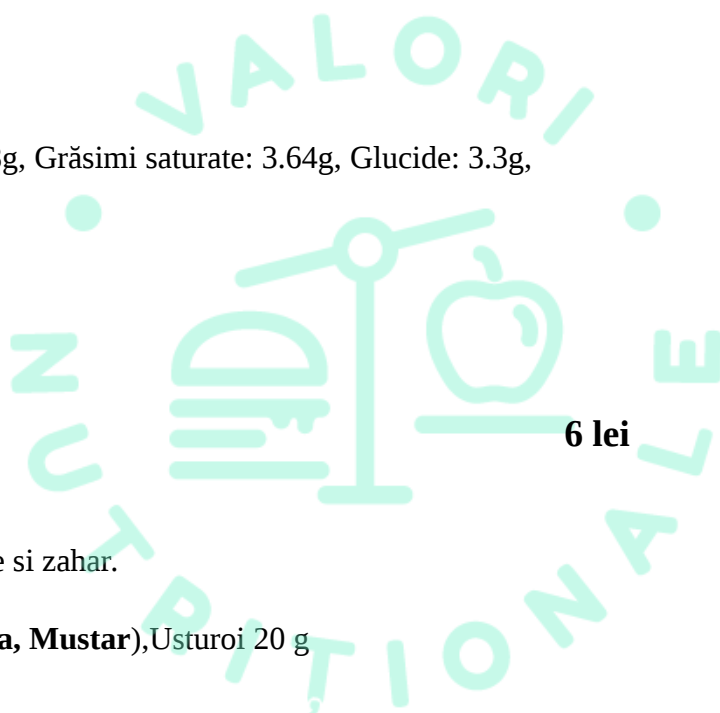 VALORI
g, Grăsimi saturate: 3.64g, Glucide: 3.3g,
6 lei
si zahar.
Mustar),Usturoi 20 g
NUTRITIONALE